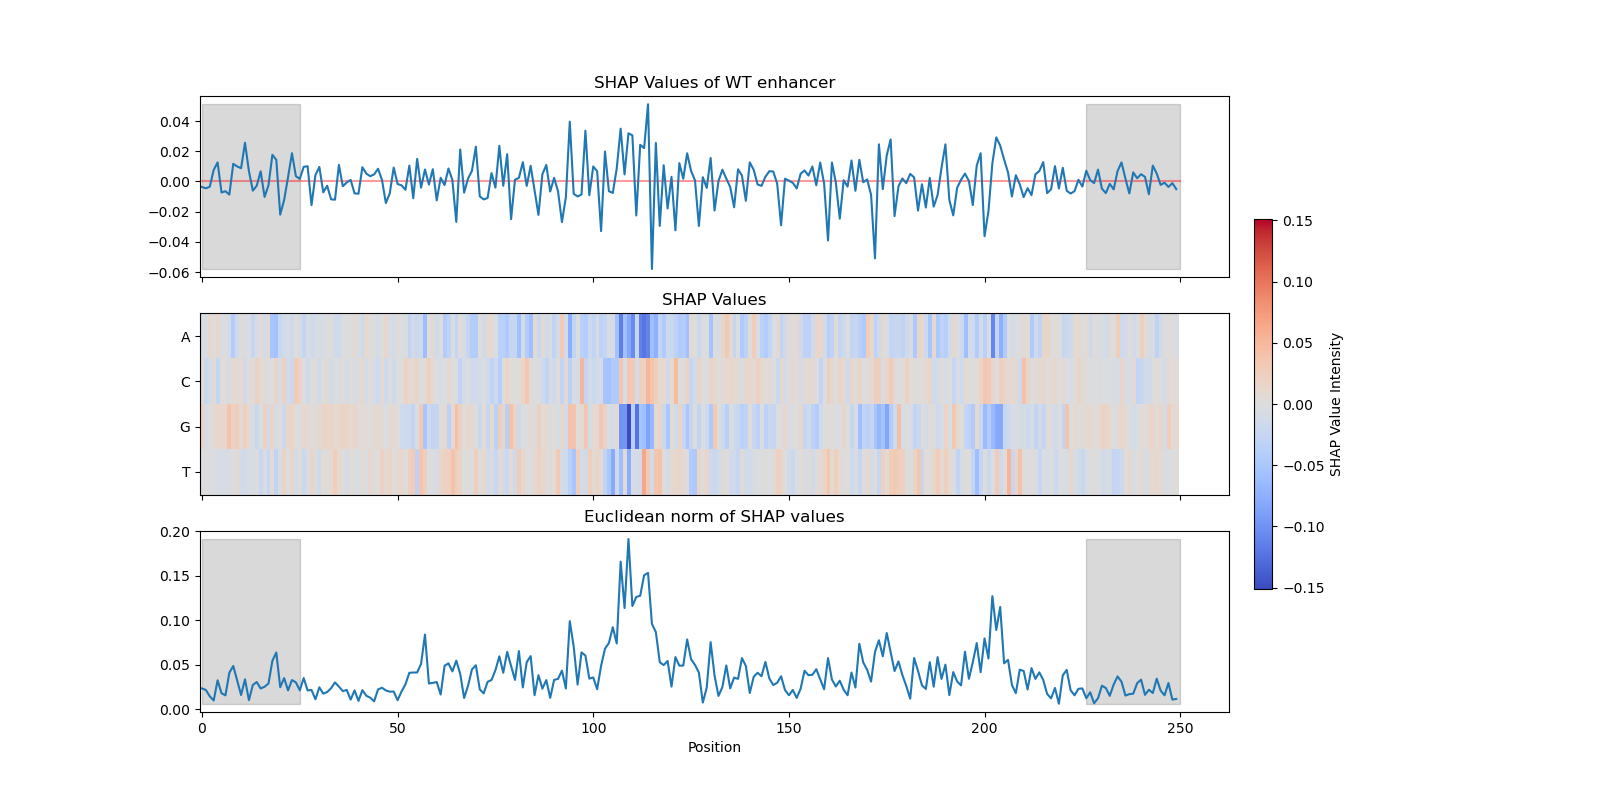 SHAP Values of WT enhancer
0.04
0.02
0.00
−0.02
−0.04
−0.06
SHAP Values
A
C
G
T
Euclidean norm of SHAP values
0.20
0.15
0.10
0.05
0.00
0 50 100 150 200 250
Position
0.15
0.10
0.05
0.00
−0.05
−0.10
−0.15
SHAP Value Intensity